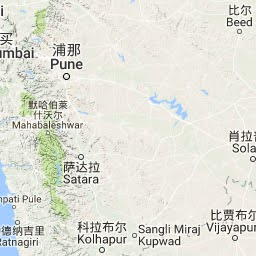 i
比尔
Beed
买
umbai
浦那
Pune
默哈伯莱
什沃尔
Mahabaleshwar
肖拉
Sola
萨达拉
Satara
npati Pule
德纳吉里
Ratnagiri
科拉布尔
Kolhapur
Sangli Miraj
Kupwad
比贾布尔
Vijayapur